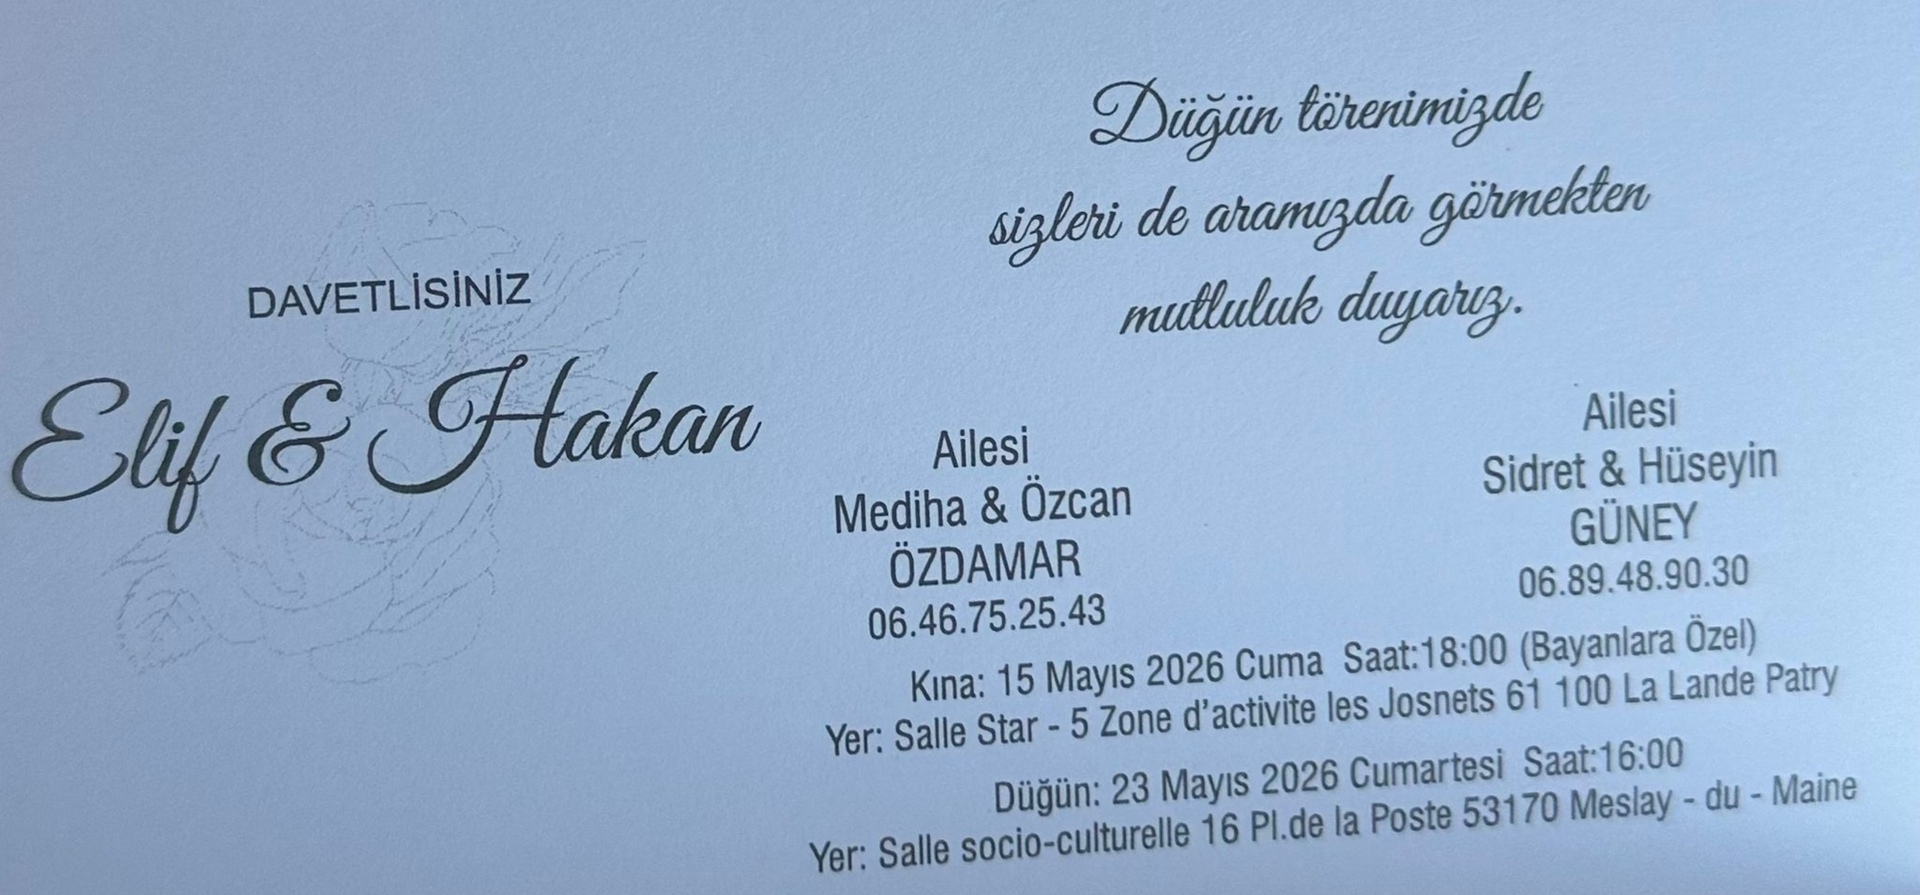 DAVETLİSİNİZ
Elif & Hakan
Düğün törenimizde
sizleri de aramızda görmekten
mutluluk duyarız.
Ailesi
Mediha & Özcan
ÖZDAMAR
06.46.75.25.43
Ailesi
Sidret & Hüseyin
GÜNEY
06.89.48.90.30
Kına: 15 Mayıs 2026 Cuma Saat:18:00 (Bayanlara Özel)
Yer: Salle Star - 5 Zone d'activite les Josnets 61 100 La Lande Patry
Düğün: 23 Mayıs 2026 Cumartesi Saat:16:00
Yer: Salle socio-culturelle 16 Pl.de la Poste 53170 Meslay - du - Maine